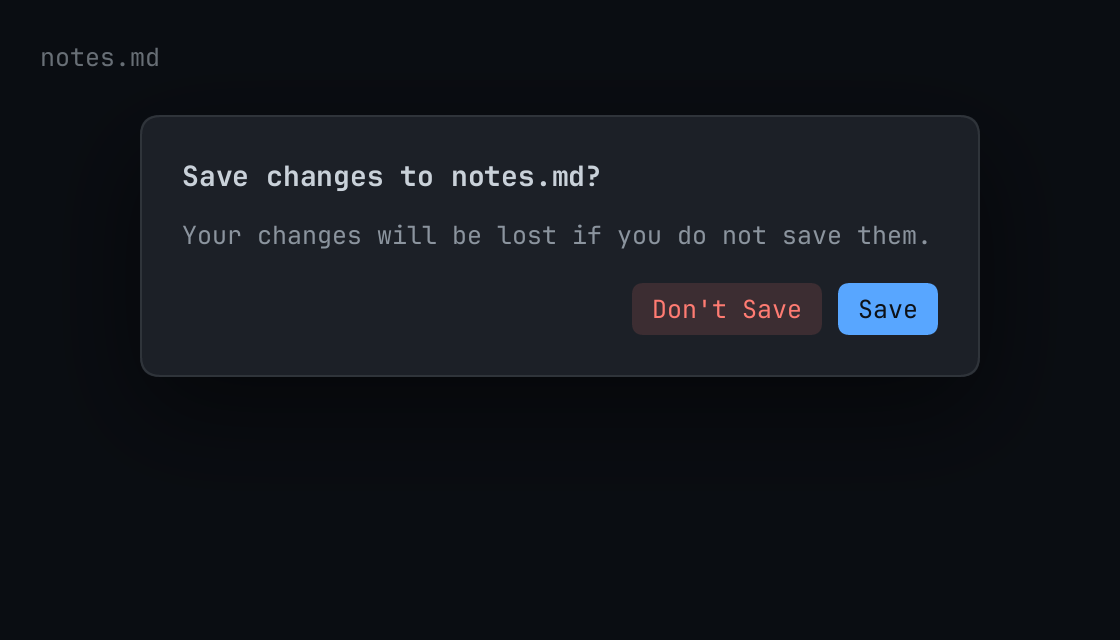 notes.md
Save changes to notes.md?
Your changes will be lost if you do not save them.
Don't Save Save